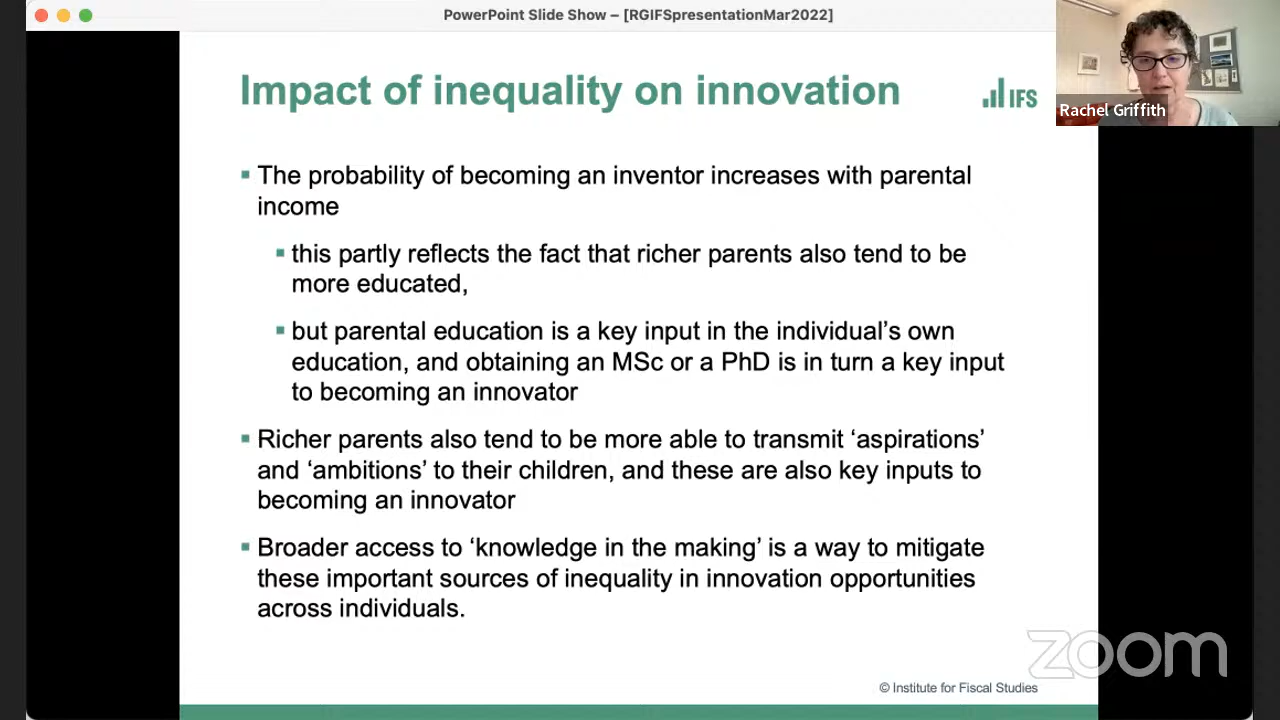 PowerPoint Slide Show – [RGIFSpresentationMar2022]
Impact of inequality on innovation
IFS
Rachel Griffith
▪ The probability of becoming an inventor increases with parental
income
▪ this partly reflects the fact that richer parents also tend to be
more educated,
▪ but parental education is a key input in the individual’s own
education, and obtaining an MSc or a PhD is in turn a key input
to becoming an innovator
▪ Richer parents also tend to be more able to transmit ‘aspirations’
and ‘ambitions’ to their children, and these are also key inputs to
becoming an innovator
▪ Broader access to ‘knowledge in the making’ is a way to mitigate
these important sources of inequality in innovation opportunities
across individuals.
zoom
© Institute for Fiscal Studies